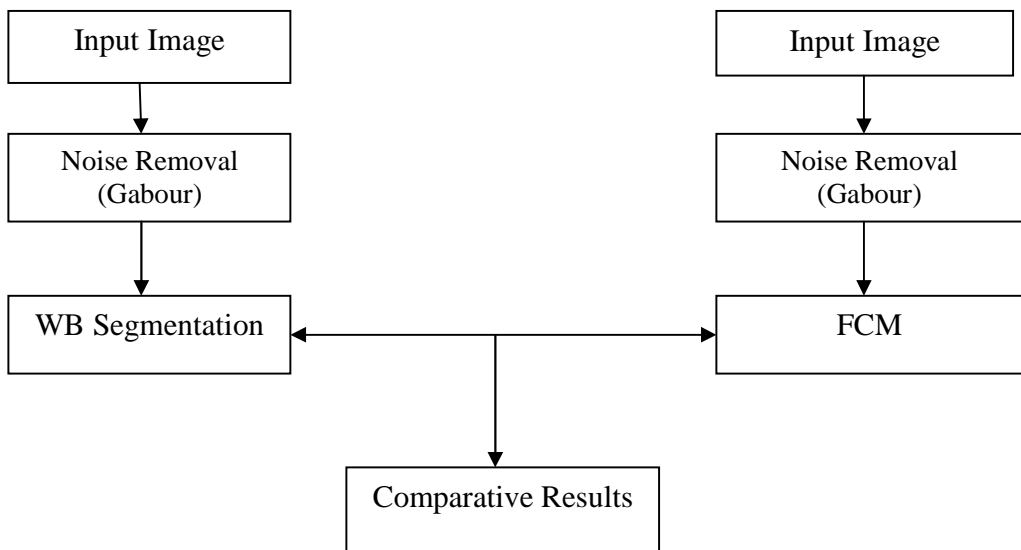 Input Image
Input Image
Noise Removal
(Gabour)
Noise Removal
(Gabour)
WB Segmentation
FCM
Comparative Results